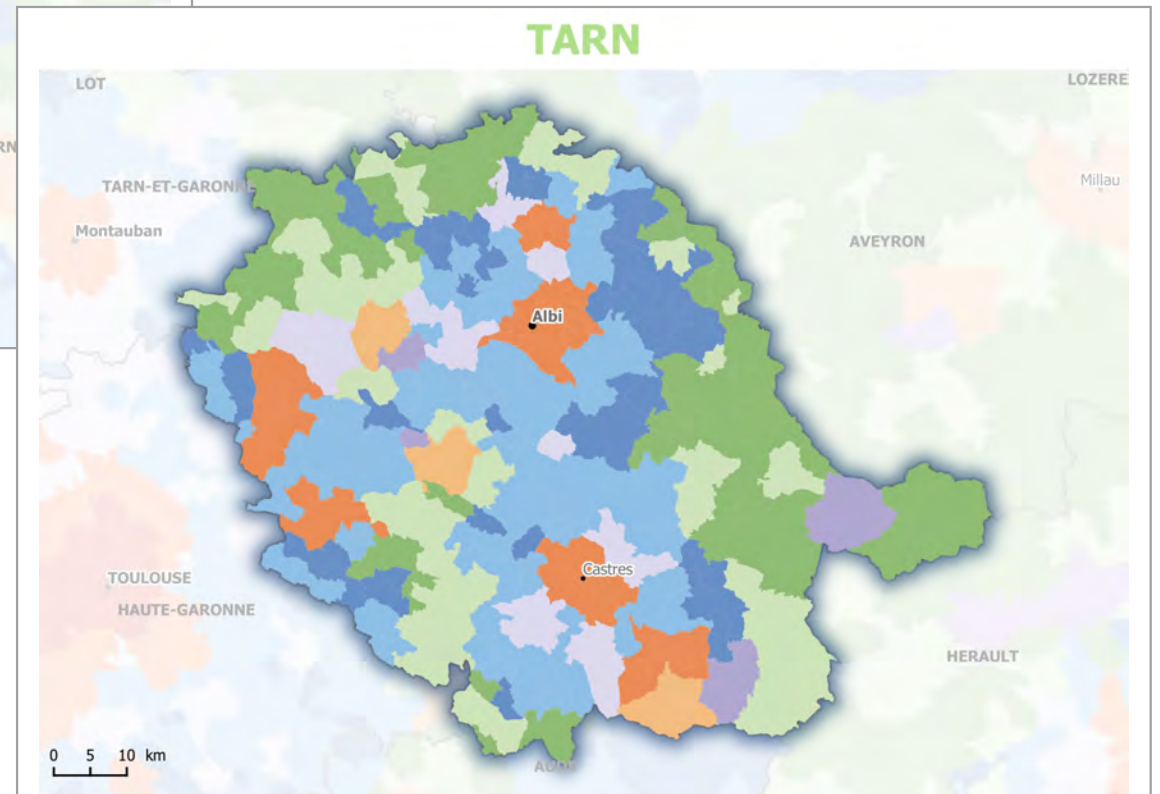 TARN
LOT
LOZERE
RN
TARN-ET-GARONNE
Millau
Montauban
AVEYRON
Albi
Castres
TOULOUSE
HAUTE-GARONNE
HERAULT
0 5 10 km